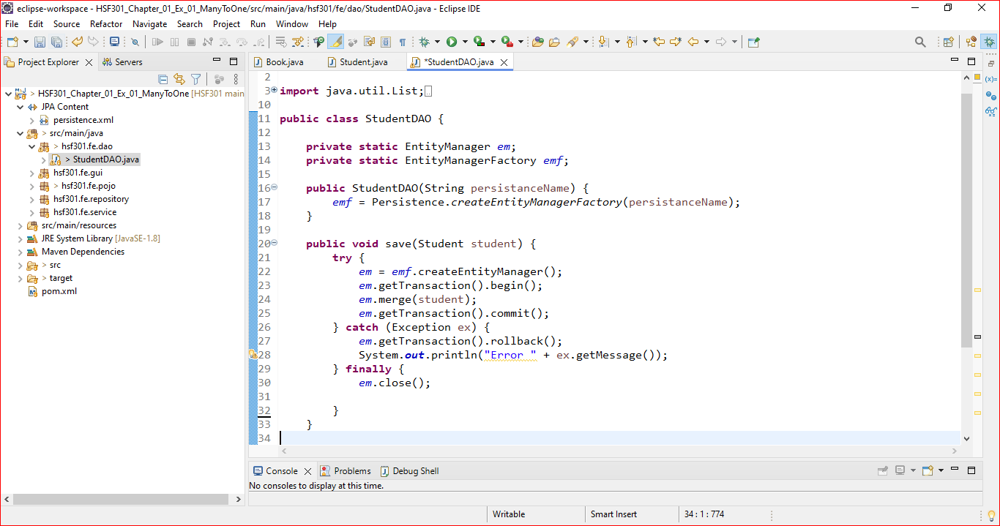 eclipse-workspace - HSF301_Chapter_01_Ex_01_ManyToOne/src/main/java/hsf301/fe/dao/StudentDAO.java - Eclipse IDE
File Edit Source Refactor Navigate Search Project Run Window Help
Project Explorer Servers
HSF301_Chapter_01_Ex_01_ManyToOne [HSF301 main
JPA Content
persistence.xml
> src/main/java
> hsf301.fe.dao
> StudentDAO.java
hsf301.fe.gui
> hsf301.fe.pojo
hsf301.fe.repository
hsf301.fe.service
src/main/resources
JRE System Library [JavaSE-1.8]
Maven Dependencies
> src
> target
pom.xml
Book.java Student.java *StudentDAO.java
2
3 import java.util.List;
10
11 public class StudentDAO {
12
13 private static EntityManager em;
14 private static EntityManagerFactory emf;
15
16 public StudentDAO(String persistanceName) {
17 emf = Persistence.createEntityManagerFactory(persistanceName);
18 }
19
20 public void save(Student student) {
21 try {
22 em = emf.createEntityManager();
23 em.getTransaction().begin();
24 em.merge(student);
25 em.getTransaction().commit();
26 } catch (Exception ex) {
27 em.getTransaction().rollback();
28 System.out.println("Error " + ex.getMessage());
29 } finally {
30 em.close();
31
32 }
33 }
34
Console Problems Debug Shell
No consoles to display at this time.
Writable Smart Insert 34 : 1 : 774